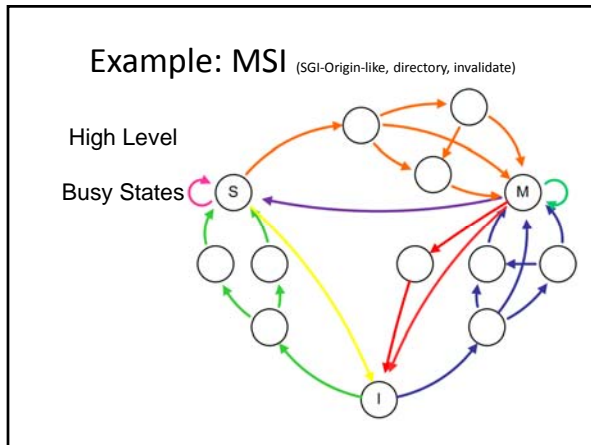 Example: MSI (SGI-Origin-like, directory, invalidate)
High Level
Busy States
S
M
I